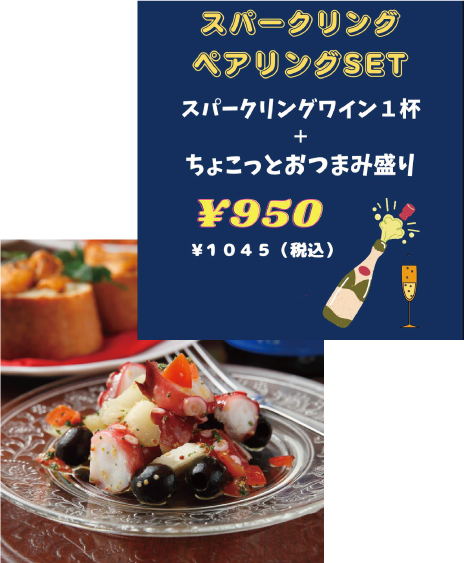 スパークリング
ペアリングSET
スパークリングワイン１杯
＋
ちょこっとおつまみ盛り
¥950
¥１０４５（税込）